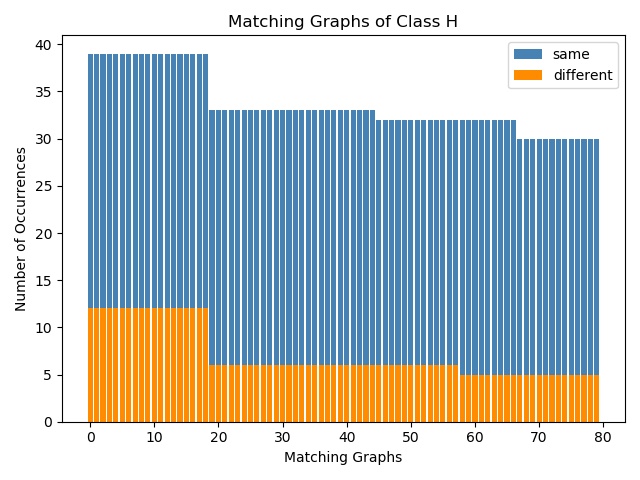 Matching Graphs of Class H
same
different
Number of Occurrences
40
35
30
25
20
15
10
5
0
0 10 20 30 40 50 60 70 80
Matching Graphs